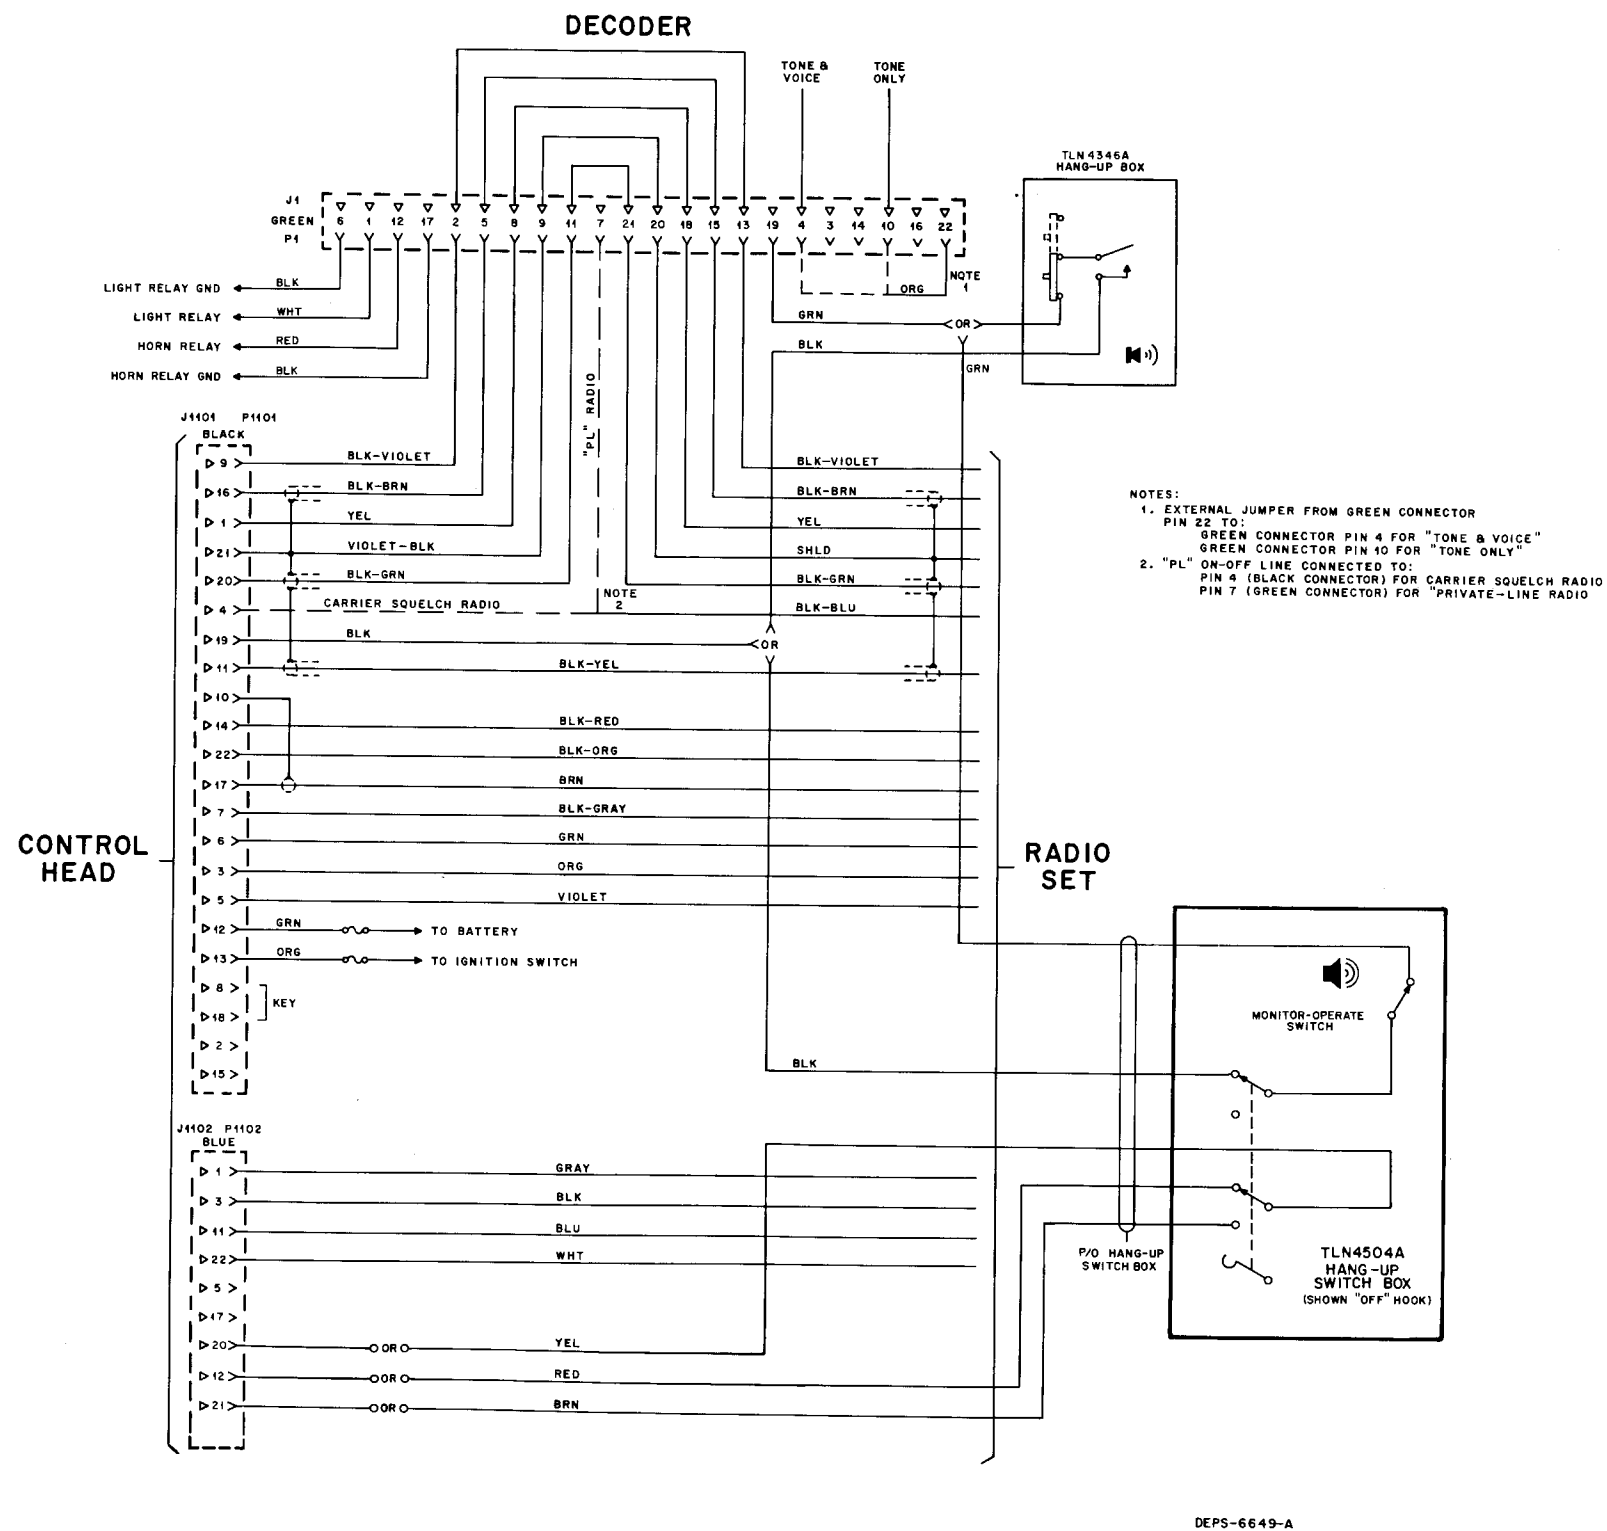 DECODER
TONE &
VOICE
TONE
ONLY
TLN4346A
HANG-UP BOX
J1
GREEN
P1
6 1 12 17 2 5 8 9 11 7 21 20 18 15 13 19 4 3 14 10 16 22
NOTE
1
ORG
LIGHT RELAY GND BLK
LIGHT RELAY WHT
HORN RELAY RED
HORN RELAY GND BLK
GRN
OR
BLK
GRN
"PL" RADIO
J1101 P1101
BLACK
9 BLK-VIOLET BLK-VIOLET
16 BLK-BRN BLK-BRN
1 YEL YEL
21 VIOLET-BLK SHLD
20 BLK-GRN BLK-GRN
4 CARRIER SQUELCH RADIO BLK-BLU
NOTE
2
19 BLK OR
11 BLK-YEL
10
14 BLK-RED
22 BLK-ORG
17 BRN
7 BLK-GRAY
6 GRN
3 ORG
5 VIOLET
12 GRN TO BATTERY
13 ORG TO IGNITION SWITCH
8
18
KEY
2
15
BLK
CONTROL
HEAD
RADIO
SET
NOTES:
1. EXTERNAL JUMPER FROM GREEN CONNECTOR
PIN 22 TO:
GREEN CONNECTOR PIN 4 FOR "TONE & VOICE"
GREEN CONNECTOR PIN 10 FOR "TONE ONLY"
2. "PL" ON-OFF LINE CONNECTED TO:
PIN 4 (BLACK CONNECTOR) FOR CARRIER SQUELCH RADIO
PIN 7 (GREEN CONNECTOR) FOR "PRIVATE-LINE RADIO
MONITOR-OPERATE
SWITCH
J1102 P1102
BLUE
1 GRAY
3 BLK
11 BLU
22 WHT
5
17
20 OR YEL
12 OR RED
21 OR BRN
P/O HANG-UP
SWITCH BOX
TLN4504A
HANG-UP
SWITCH BOX
(SHOWN "OFF" HOOK)
DEPS-6649-A